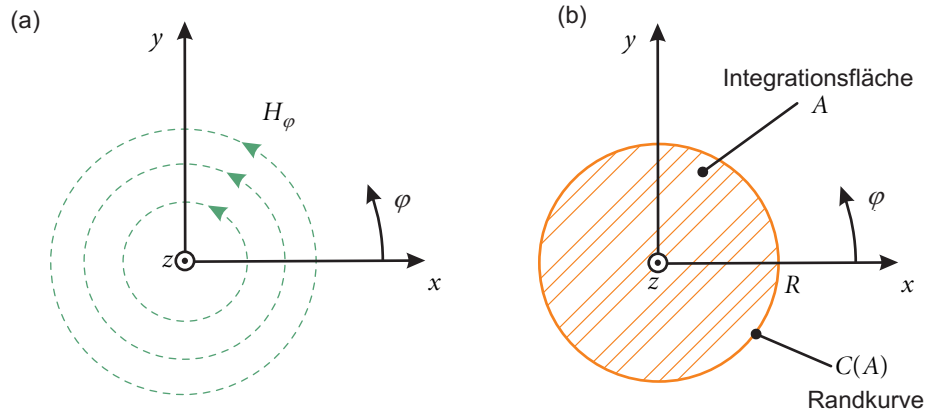 (a)
y
H_φ
φ
z
x
(b)
y
Integrationsfläche
A
φ
z
R
x
C(A)
Randkurve